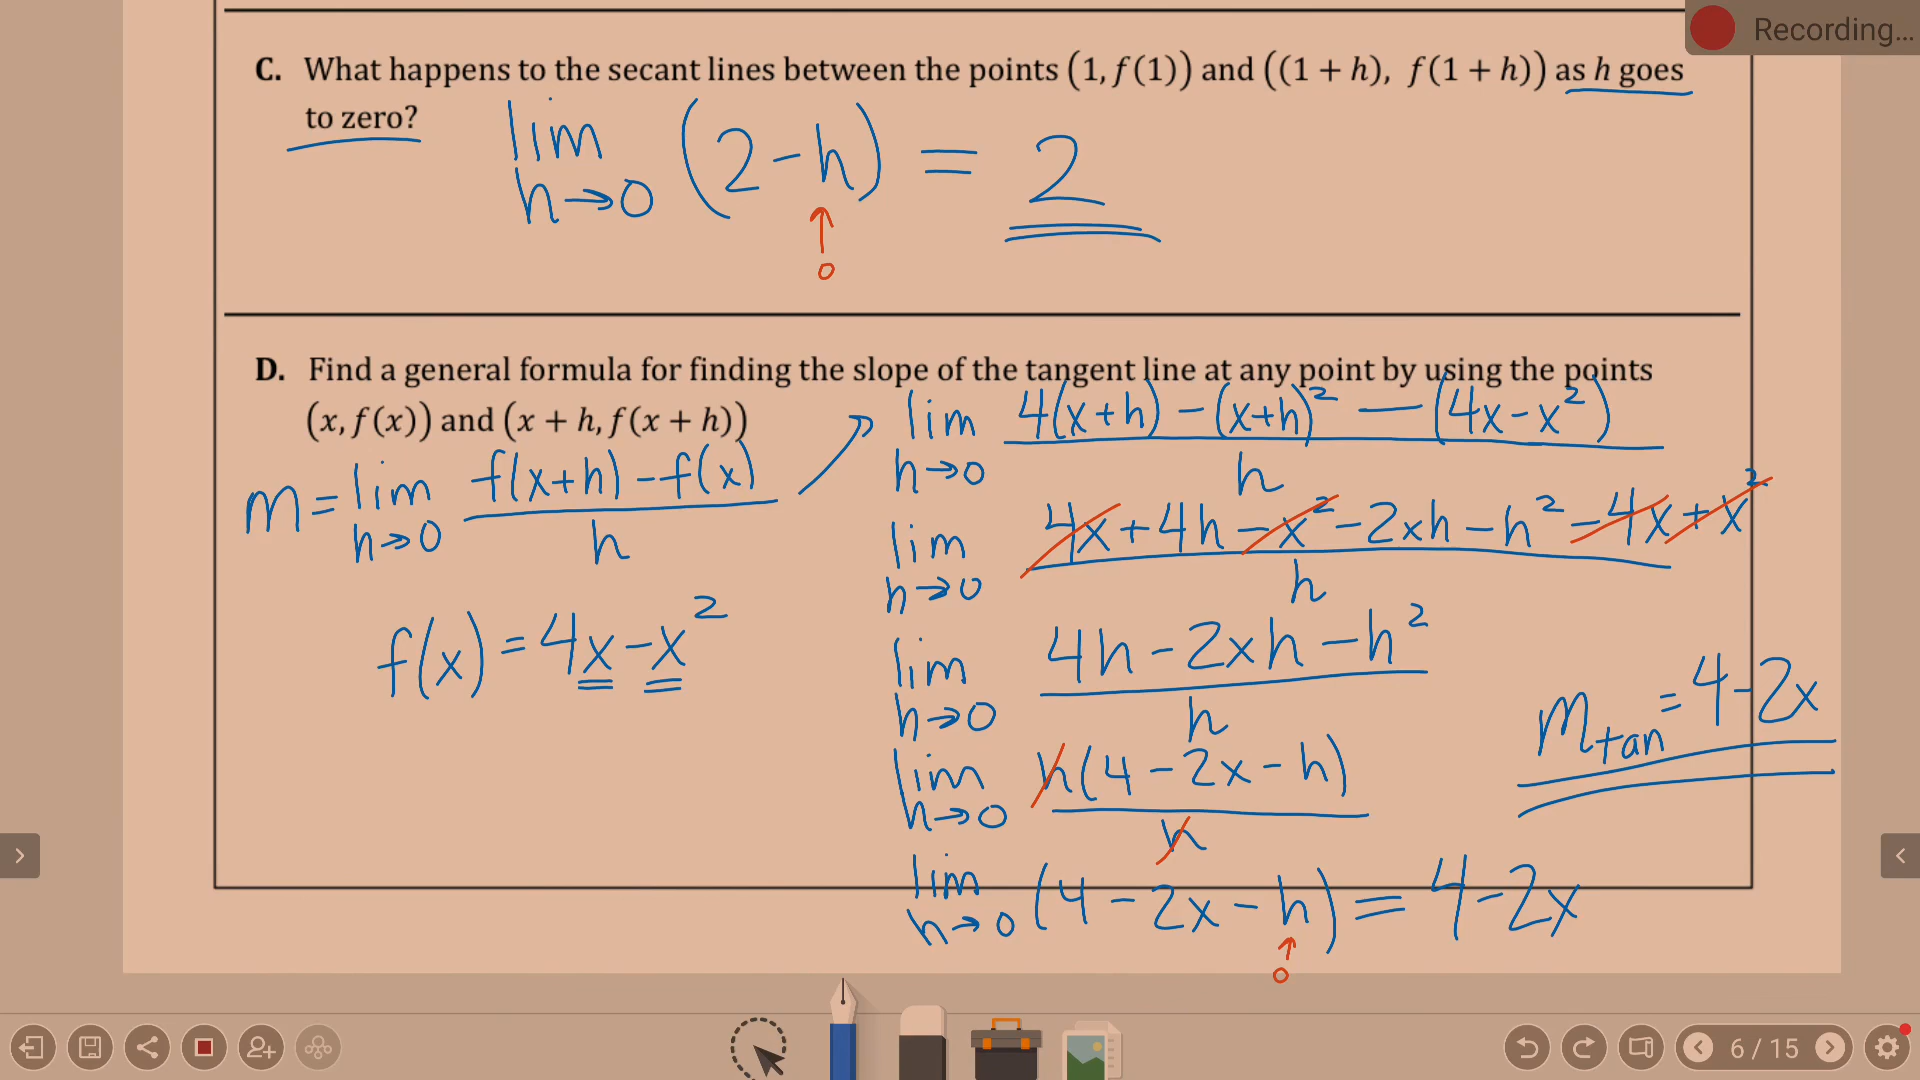 Recording...
C. What happens to the secant lines between the points (1, f(1)) and ((1 + h), f(1 + h)) as h goes
to zero?
lim h→0 (2 - h) = 2
0
D. Find a general formula for finding the slope of the tangent line at any point by using the points
(x, f(x)) and (x + h, f(x + h))
m = lim h→0 (f(x+h) - f(x)) / h
f(x) = 4x - x²
lim h→0 (4(x+h) - (x+h)² - (4x - x²)) / h
lim h→0 (4x + 4h - x² - 2xh - h² - 4x + x²) / h
lim h→0 (4h - 2xh - h²) / h
lim h→0 h(4 - 2x - h) / h
lim h→0 (4 - 2x - h) = 4 - 2x
0
m tan = 4 - 2x
6 / 15